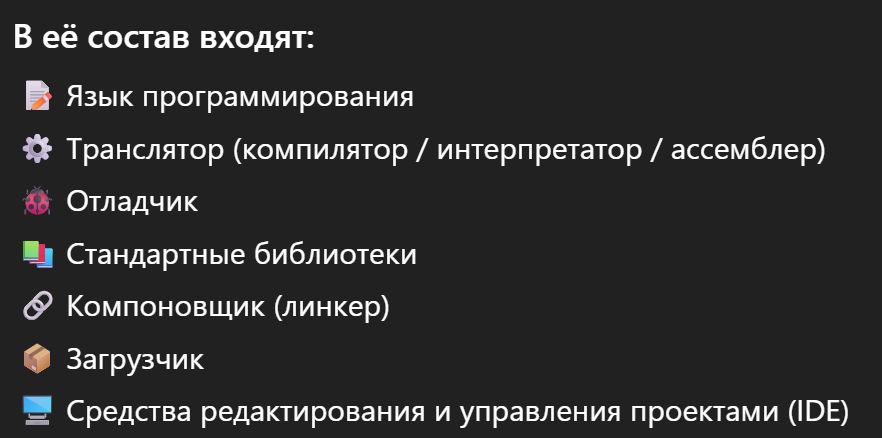 В её состав входят:
Язык программирования
Транслятор (компилятор / интерпретатор / ассемблер)
Отладчик
Стандартные библиотеки
Компоновщик (линкер)
Загрузчик
Средства редактирования и управления проектами (IDE)